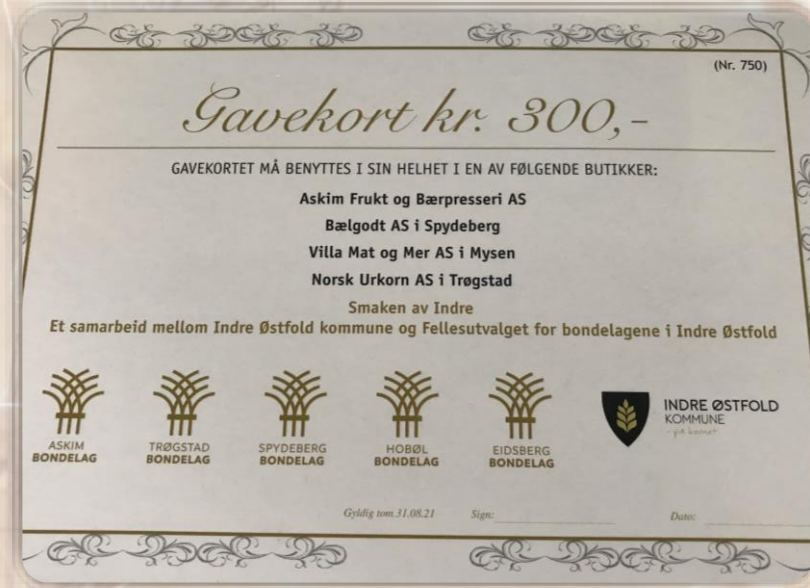 (Nr. 750)
Gavekort kr. 300,-
GAVEKORTET MÅ BENYTTES I SIN HELHET I EN AV FØLGENDE BUTIKKER:
Askim Frukt og Bærpresseri AS
Bælgodt AS i Spydeberg
Villa Mat og Mer AS i Mysen
Norsk Urkorn AS i Trøgstad
Smaken av Indre
Et samarbeid mellom Indre Østfold kommune og Fellesutvalget for bondelagene i Indre Østfold
ASKIM
BONDELAG
TRØGSTAD
BONDELAG
SPYDEBERG
BONDELAG
HOBØL
BONDELAG
EIDSBERG
BONDELAG
INDRE ØSTFOLD
KOMMUNE
Gyldig tom 31.08.21 Sign: Dato: